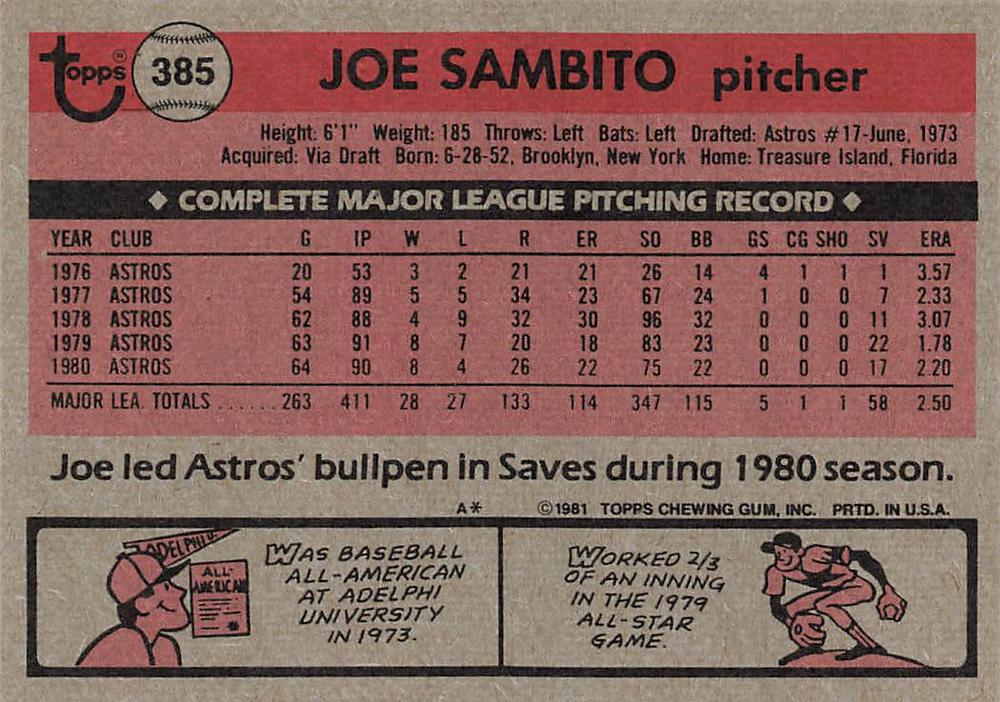 Topps® 385 JOE SAMBITO pitcher
Height: 6'1" Weight: 185 Throws: Left Bats: Left Drafted: Astros #17-June, 1973
Acquired: Via Draft Born: 6-28-52, Brooklyn, New York Home: Treasure Island, Florida
◆ COMPLETE MAJOR LEAGUE PITCHING RECORD ◆
YEAR CLUB G IP W L R ER SO BB GS CG SHO SV ERA
1976 ASTROS 20 53 3 2 21 21 26 14 4 1 1 1 3.57
1977 ASTROS 54 89 5 5 34 23 67 24 1 0 0 7 2.33
1978 ASTROS 62 88 4 9 32 30 96 32 0 0 0 11 3.07
1979 ASTROS 63 91 8 7 20 18 83 23 0 0 0 22 1.78
1980 ASTROS 64 90 8 4 26 22 75 22 0 0 0 17 2.20
MAJOR LEA. TOTALS ...... 263 411 28 27 133 114 347 115 5 1 1 58 2.50
Joe led Astros' bullpen in Saves during 1980 season.
A* ©1981 TOPPS CHEWING GUM, INC. PRTD. IN U.S.A.
ADELPHI U.
ALL-
AMERICAN
WAS BASEBALL
ALL-AMERICAN
AT ADELPHI
UNIVERSITY
IN 1973.
WORKED 2/3
OF AN INNING
IN THE 1979
ALL-STAR
GAME.